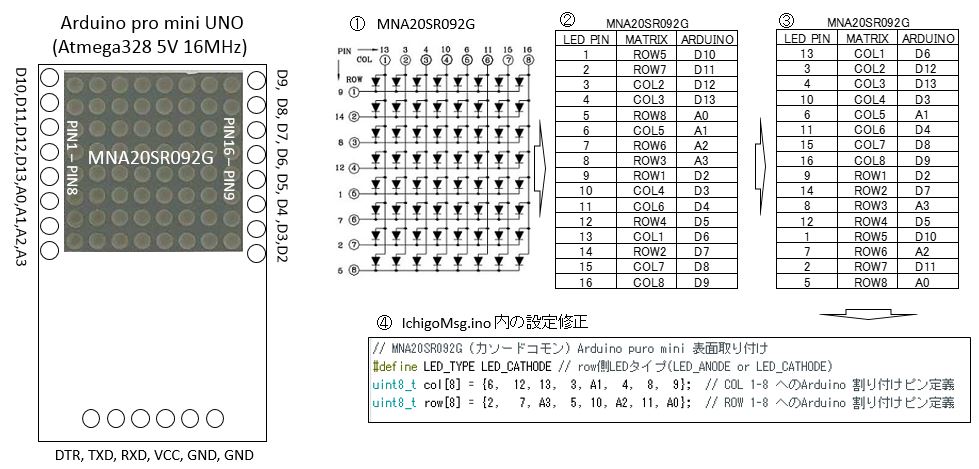 Arduino pro mini UNO
(Atmega328 5V 16MHz)
D10,D11,D12,D13,A0,A1,A2,A3
PIN1－PIN8
MNA20SR092G
PIN16－PIN9
D9, D8, D7, D6, D5, D4, D3,D2
DTR, TXD, RXD, VCC, GND, GND
① MNA20SR092G
PIN 13 3 4 10 6 11 15 16
COL ① ② ③ ④ ⑤ ⑥ ⑦ ⑧
ROW
9 ①
14 ②
8 ③
12 ④
1 ⑤
7 ⑥
2 ⑦
5 ⑧
② MNA20SR092G
LED PIN MATRIX ARDUINO
1 ROW5 D10
2 ROW7 D11
3 COL2 D12
4 COL3 D13
5 ROW8 A0
6 COL5 A1
7 ROW6 A2
8 ROW3 A3
9 ROW1 D2
10 COL4 D3
11 COL6 D4
12 ROW4 D5
13 COL1 D6
14 ROW2 D7
15 COL7 D8
16 COL8 D9
③ MNA20SR092G
LED PIN MATRIX ARDUINO
13 COL1 D6
3 COL2 D12
4 COL3 D13
10 COL4 D3
6 COL5 A1
11 COL6 D4
15 COL7 D8
16 COL8 D9
9 ROW1 D2
14 ROW2 D7
8 ROW3 A3
12 ROW4 D5
1 ROW5 D10
7 ROW6 A2
2 ROW7 D11
5 ROW8 A0
④ IchigoMsg.ino 内の設定修正
// MNA20SR092G（カソードコモン）Arduino puro mini 表面取り付け
#define LED_TYPE LED_CATHODE // row側LEDタイプ(LED_ANODE or LED_CATHODE)
uint8_t col[8] = {6, 12, 13, 3, A1, 4, 8, 9}; // COL 1-8 へのArduino 割り付けピン定義
uint8_t row[8] = {2, 7, A3, 5, 10, A2, 11, A0}; // ROW 1-8 へのArduino 割り付けピン定義